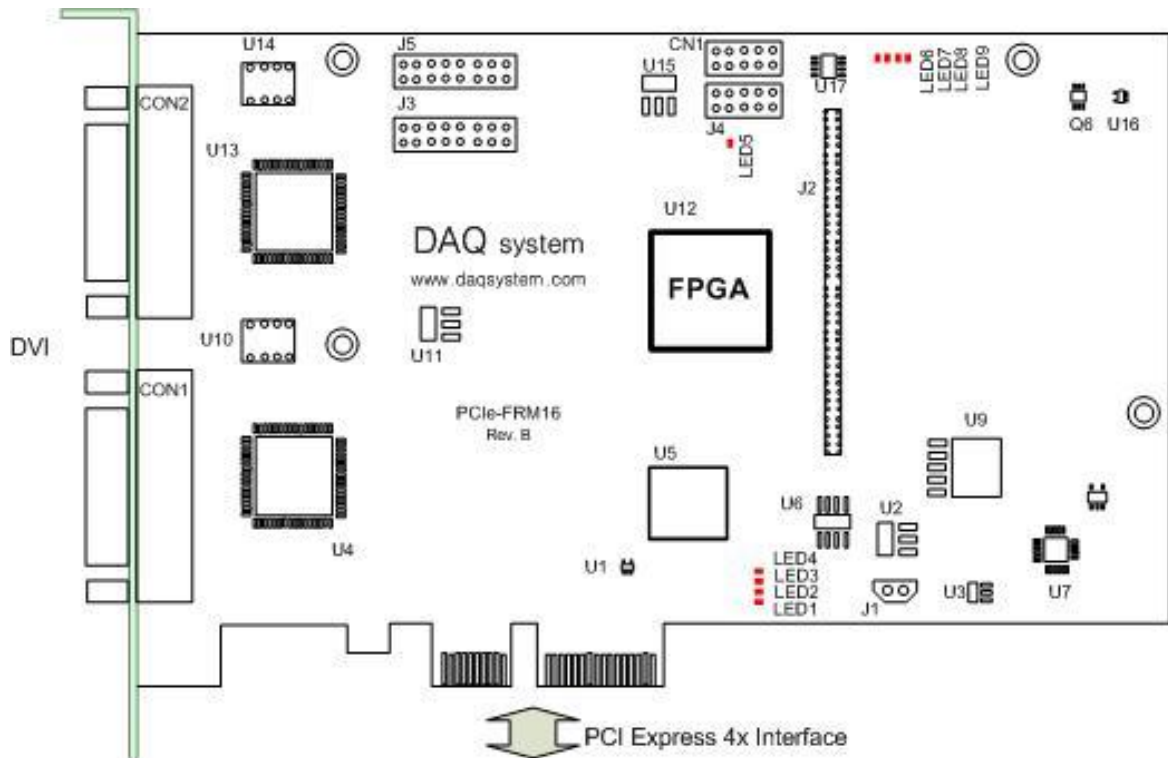 U14
J5
CN1
U15
U17
LED6
LED7
LED8
LED9
CON2
J3
J4
Q6
U16
U13
LED5
J2
U12
DAQ system
www.daqsystem.com
FPGA
DVI
U10
U11
CON1
PCIe-FRM16
Rev. B
U9
U5
U6
U2
U4
U1
LED4
LED3
LED2
LED1
J1
U3
U7
PCI Express 4x Interface